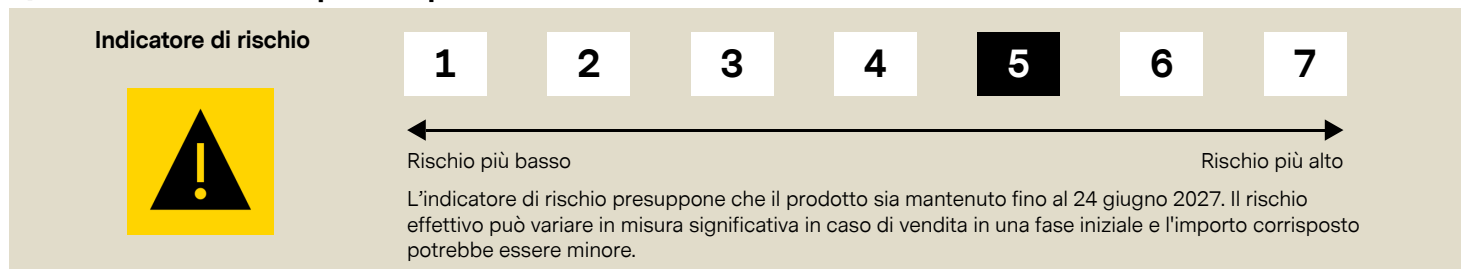 Indicatore di rischio
1 2 3 4 5 6 7
Rischio più basso Rischio più alto
L'indicatore di rischio presuppone che il prodotto sia mantenuto fino al 24 giugno 2027. Il rischio
effettivo può variare in misura significativa in caso di vendita in una fase iniziale e l'importo corrisposto
potrebbe essere minore.